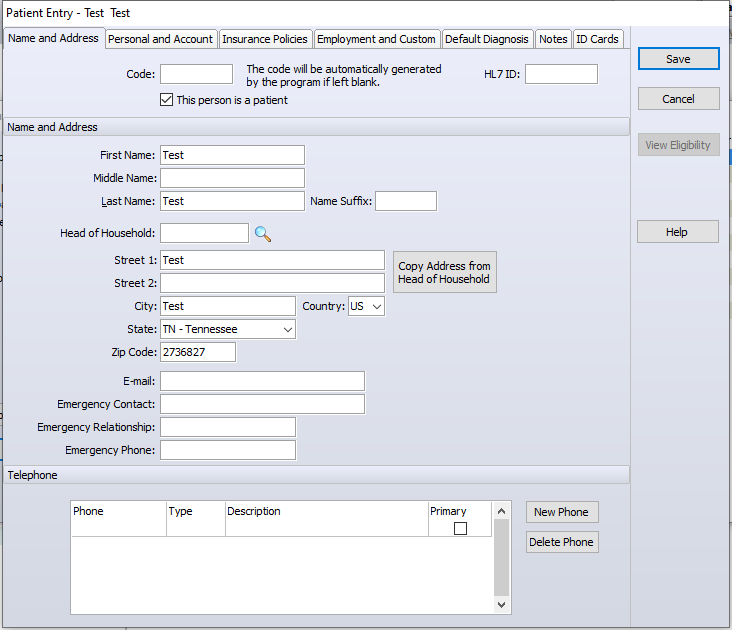 Patient Entry - Test  Test
Name and Address
Personal and Account
Insurance Policies
Employment and Custom
Default Diagnosis
Notes
ID Cards
Code:
The code will be automatically generated
by the program if left blank.
HL7 ID:
This person is a patient
Save
Cancel
View Eligibility
Help
Name and Address
First Name: Test
Middle Name:
Last Name: Test
Name Suffix:
Head of Household:
Street 1: Test
Street 2:
Copy Address from
Head of Household
City: Test
Country: US
State: TN - Tennessee
Zip Code: 2736827
E-mail:
Emergency Contact:
Emergency Relationship:
Emergency Phone:
Telephone
Phone
Type
Description
Primary
New Phone
Delete Phone